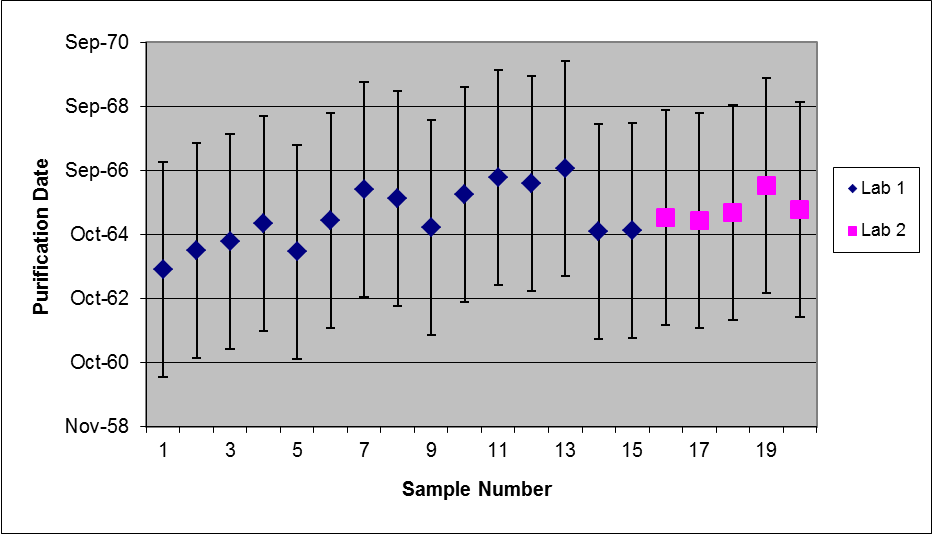 Sep-70
Sep-68
Sep-66
Oct-64
Oct-62
Oct-60
Nov-58
Purification Date
1 3 5 7 9 11 13 15 17 19
Sample Number
Lab 1
Lab 2